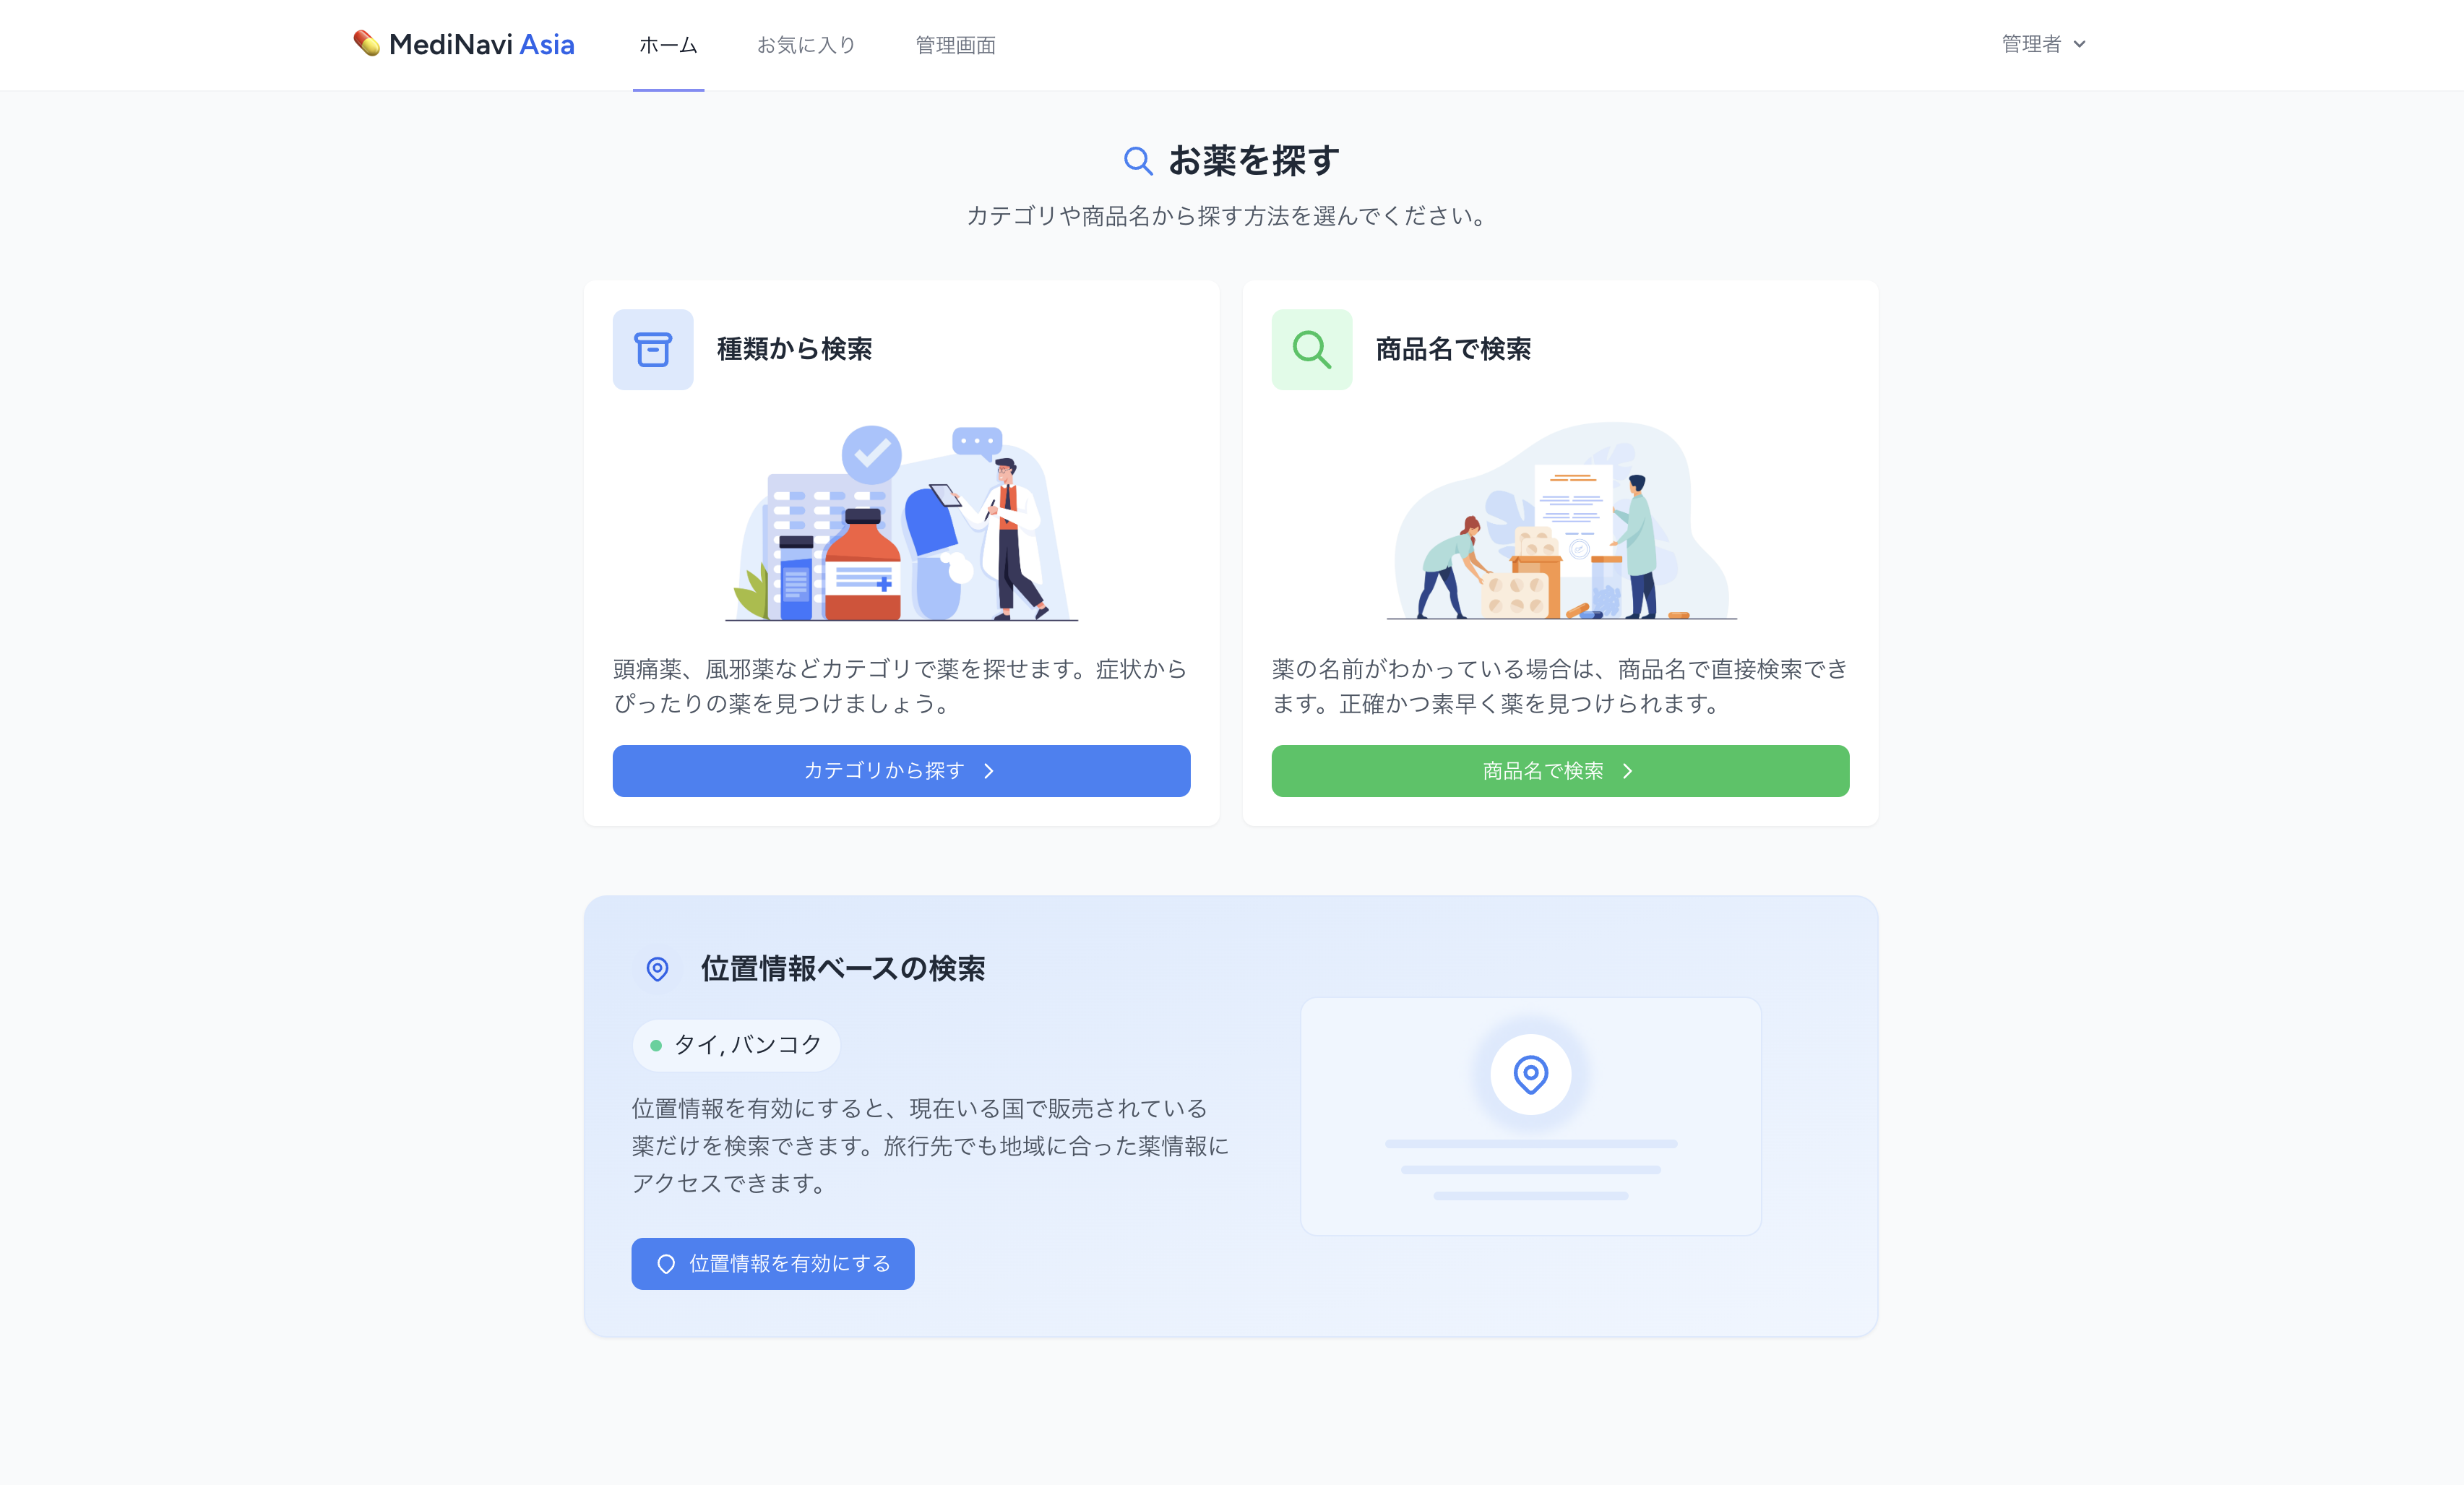 MediNavi Asia
ホーム
お気に入り
管理画面
管理者
お薬を探す
カテゴリや商品名から探す方法を選んでください。
種類から検索
頭痛薬、風邪薬などカテゴリで薬を探せます。症状から
ぴったりの薬を見つけましょう。
カテゴリから探す
商品名で検索
薬の名前がわかっている場合は、商品名で直接検索でき
ます。正確かつ素早く薬を見つけられます。
商品名で検索
位置情報ベースの検索
タイ, バンコク
位置情報を有効にすると、現在いる国で販売されている
薬だけを検索できます。旅行先でも地域に合った薬情報に
アクセスできます。
位置情報を有効にする